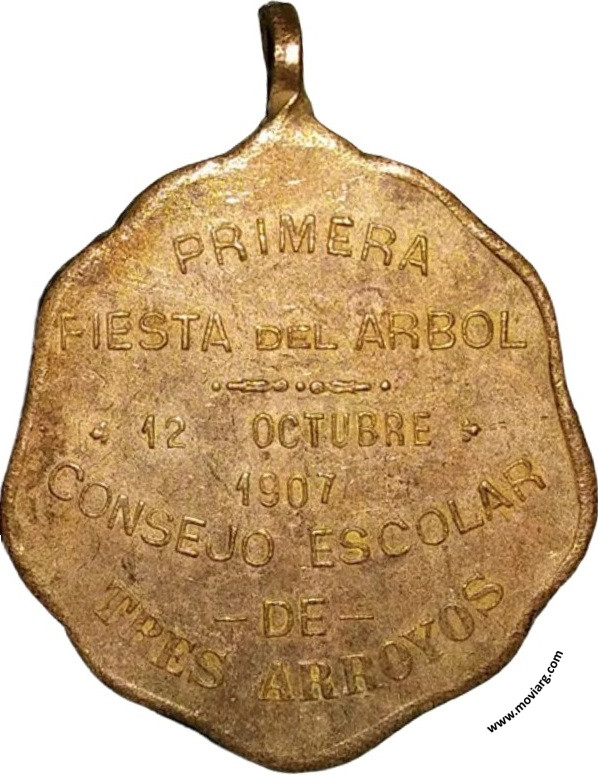 PRIMERA
FIESTA DEL ARBOL
12 OCTUBRE
1907
CONSEJO ESCOLAR
- DE -
TRES ARROYOS
www.moviarg.com